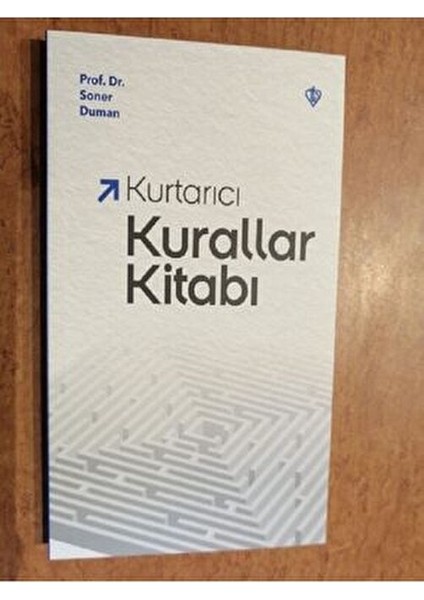 Prof. Dr.
Soner
Duman
Kurtarıcı
Kurallar
Kitabı